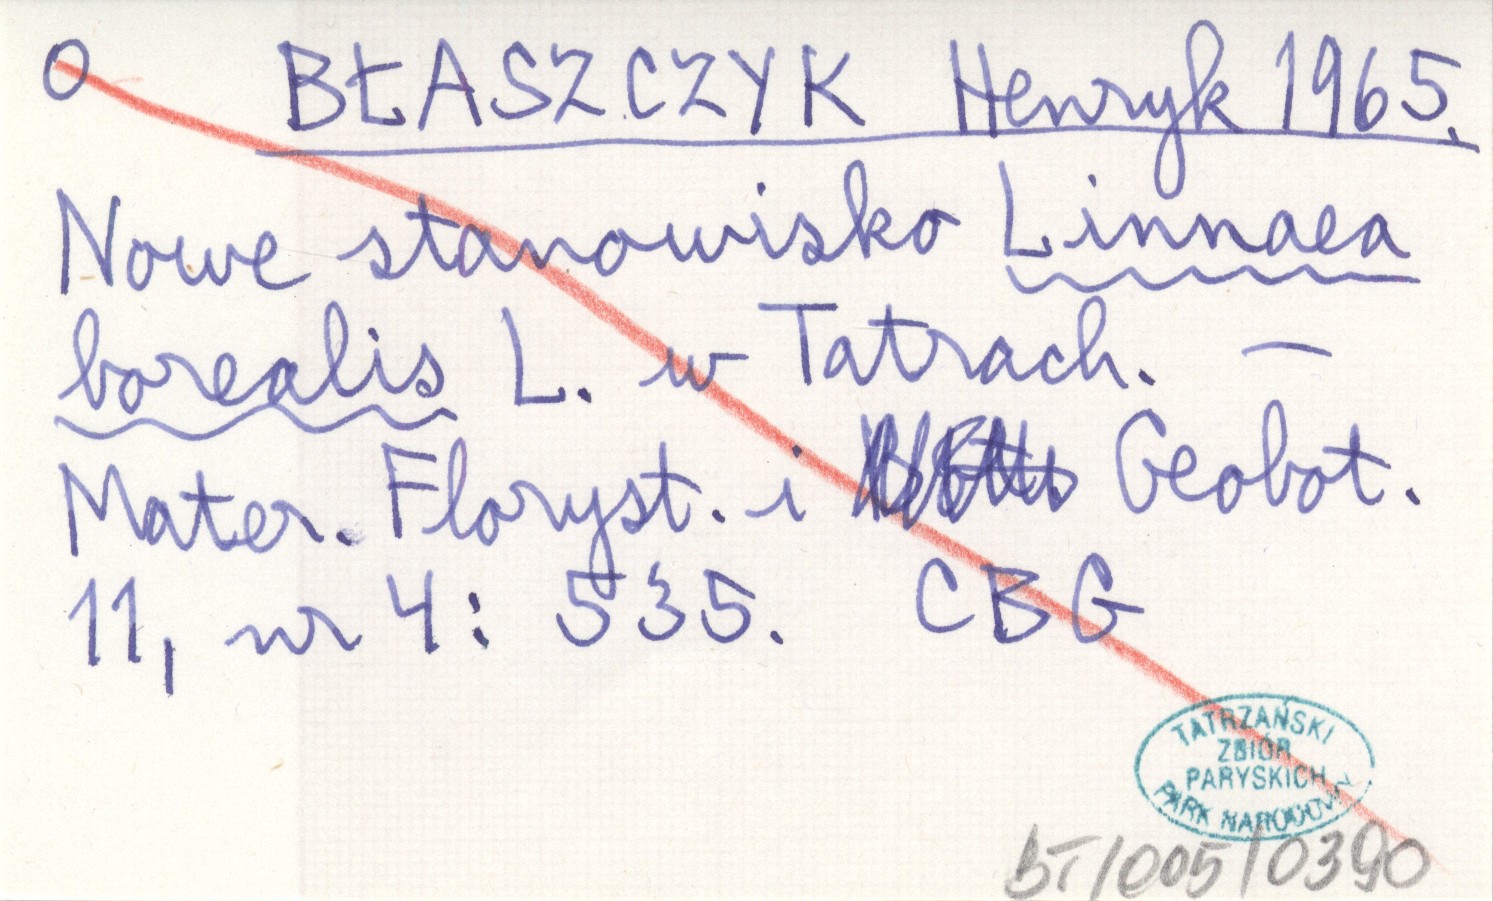 O BŁASZCZYK Henryk 1965.
Nowe stanowisko Linnaea
borealis L. w Tatrach. —
Mater. Floryst. i Geobot.
11, nr 4: 535. CBG
TATRZAŃSKI
ZBIÓR
PARYSKICH
PARK NARODOWY
BT/005/0390